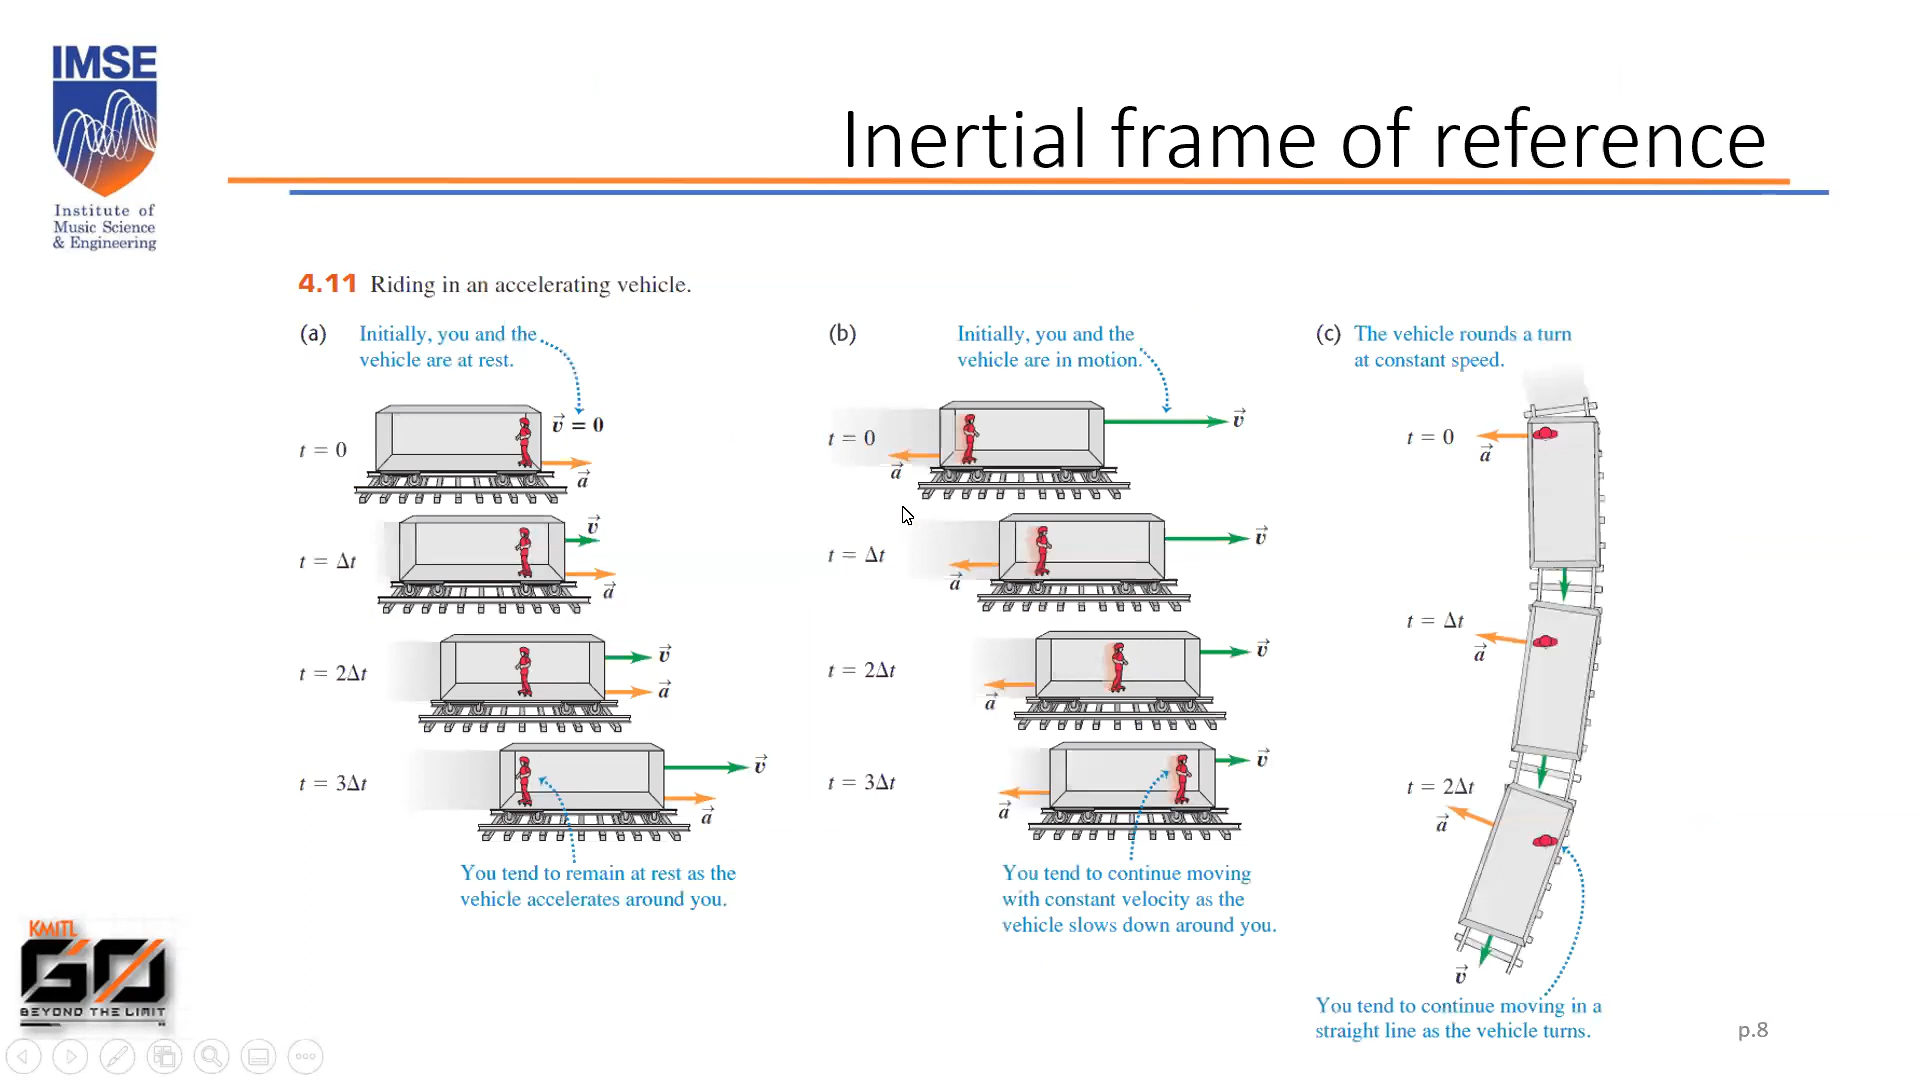 IMSE
Institute of
Music Science
& Engineering
Inertial frame of reference
4.11 Riding in an accelerating vehicle.
(a) Initially, you and the
vehicle are at rest.
t = 0
v⃗ = 0
a⃗
t = Δt
v⃗
a⃗
t = 2Δt
v⃗
a⃗
t = 3Δt
v⃗
a⃗
You tend to remain at rest as the
vehicle accelerates around you.
(b) Initially, you and the
vehicle are in motion.
t = 0
v⃗
a⃗
t = Δt
v⃗
a⃗
t = 2Δt
v⃗
a⃗
t = 3Δt
v⃗
a⃗
You tend to continue moving
with constant velocity as the
vehicle slows down around you.
(c) The vehicle rounds a turn
at constant speed.
t = 0
a⃗
t = Δt
a⃗
t = 2Δt
a⃗
v⃗
You tend to continue moving in a
straight line as the vehicle turns.
KMITL
GO
BEYOND THE LIMIT
p.8